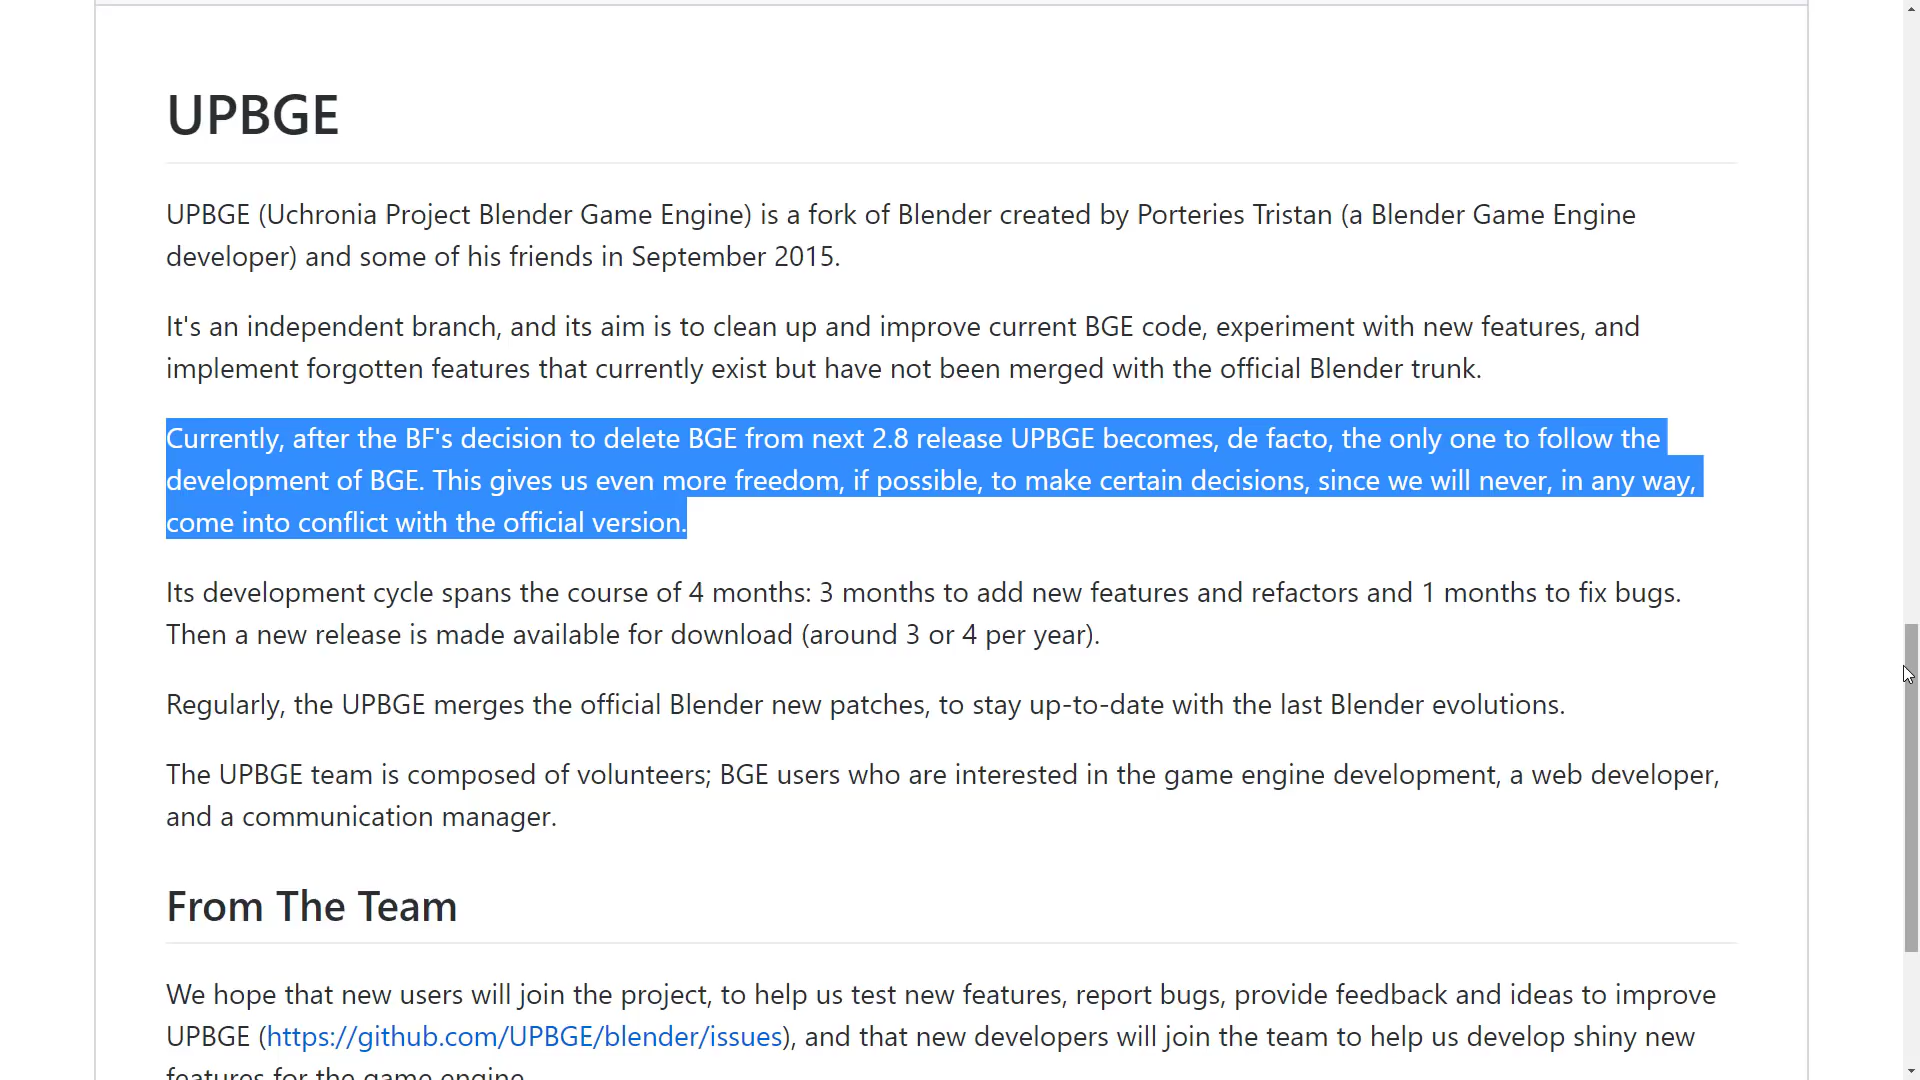 UPBGE
UPBGE (Uchronia Project Blender Game Engine) is a fork of Blender created by Porteries Tristan (a Blender Game Engine
developer) and some of his friends in September 2015.
It's an independent branch, and its aim is to clean up and improve current BGE code, experiment with new features, and
implement forgotten features that currently exist but have not been merged with the official Blender trunk.
Currently, after the BF's decision to delete BGE from next 2.8 release UPBGE becomes, de facto, the only one to follow the
development of BGE. This gives us even more freedom, if possible, to make certain decisions, since we will never, in any way,
come into conflict with the official version.
Its development cycle spans the course of 4 months: 3 months to add new features and refactors and 1 months to fix bugs.
Then a new release is made available for download (around 3 or 4 per year).
Regularly, the UPBGE merges the official Blender new patches, to stay up-to-date with the last Blender evolutions.
The UPBGE team is composed of volunteers; BGE users who are interested in the game engine development, a web developer,
and a communication manager.
From The Team
We hope that new users will join the project, to help us test new features, report bugs, provide feedback and ideas to improve
UPBGE (https://github.com/UPBGE/blender/issues), and that new developers will join the team to help us develop shiny new
features for the game engine.